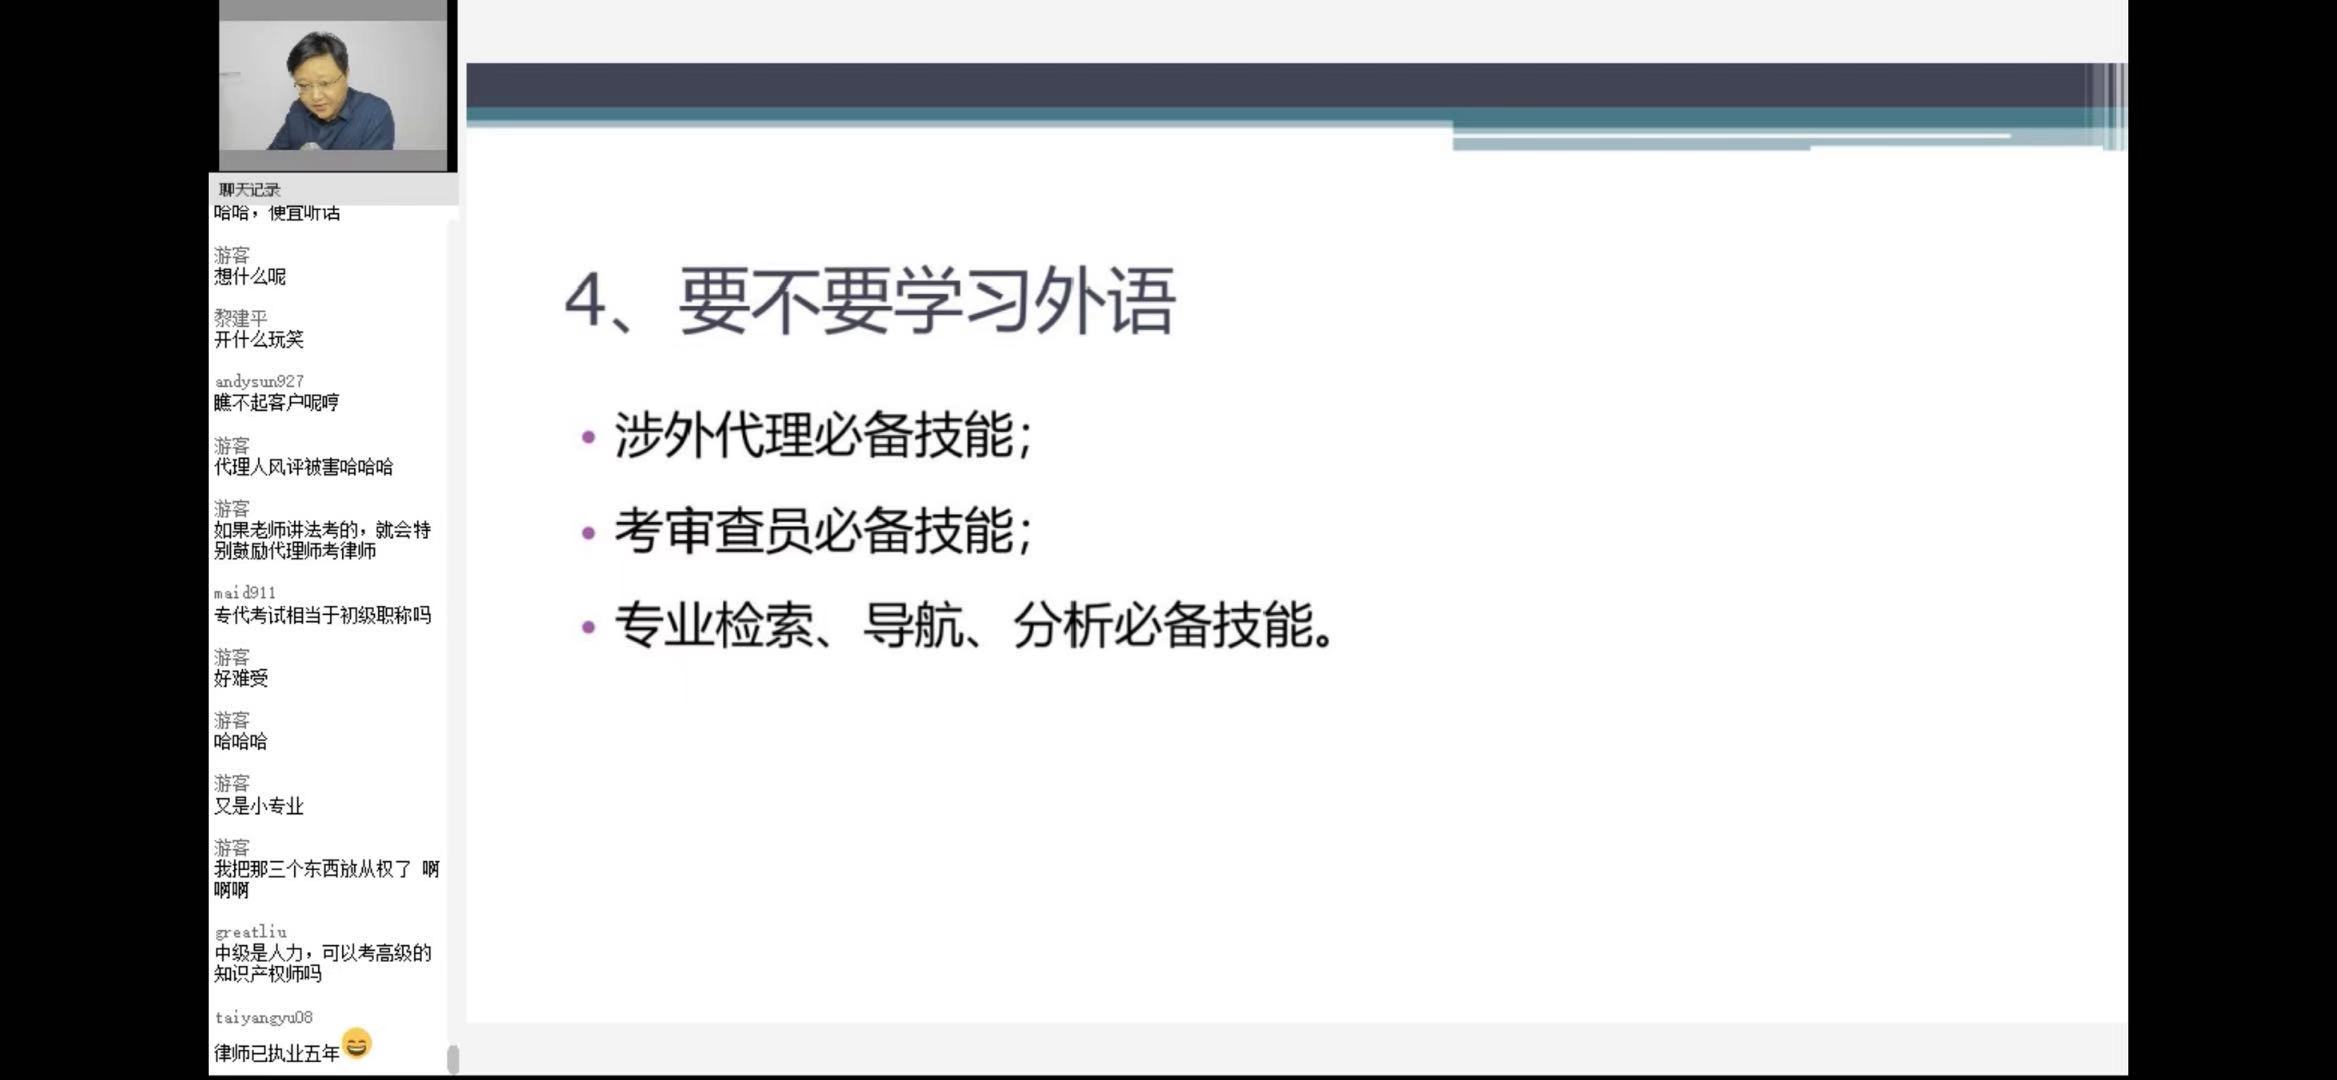 聊天记录
哈哈，便宜听话
游客
想什么呢
黎建平
开什么玩笑
andysun927
瞧不起客户呢哼
游客
代理人风评被害哈哈哈
游客
如果老师讲法考的，就会特
别鼓励代理师考律师
maid911
专代考试相当于初级职称吗
游客
好难受
游客
哈哈哈
游客
又是小专业
游客
我把那三个东西放从权了 啊
啊啊
greatliu
中级是人力，可以考高级的
知识产权师吗
taiyangyu08
律师已执业五年😄
4、要不要学习外语
• 涉外代理必备技能；
• 考审查员必备技能；
• 专业检索、导航、分析必备技能。